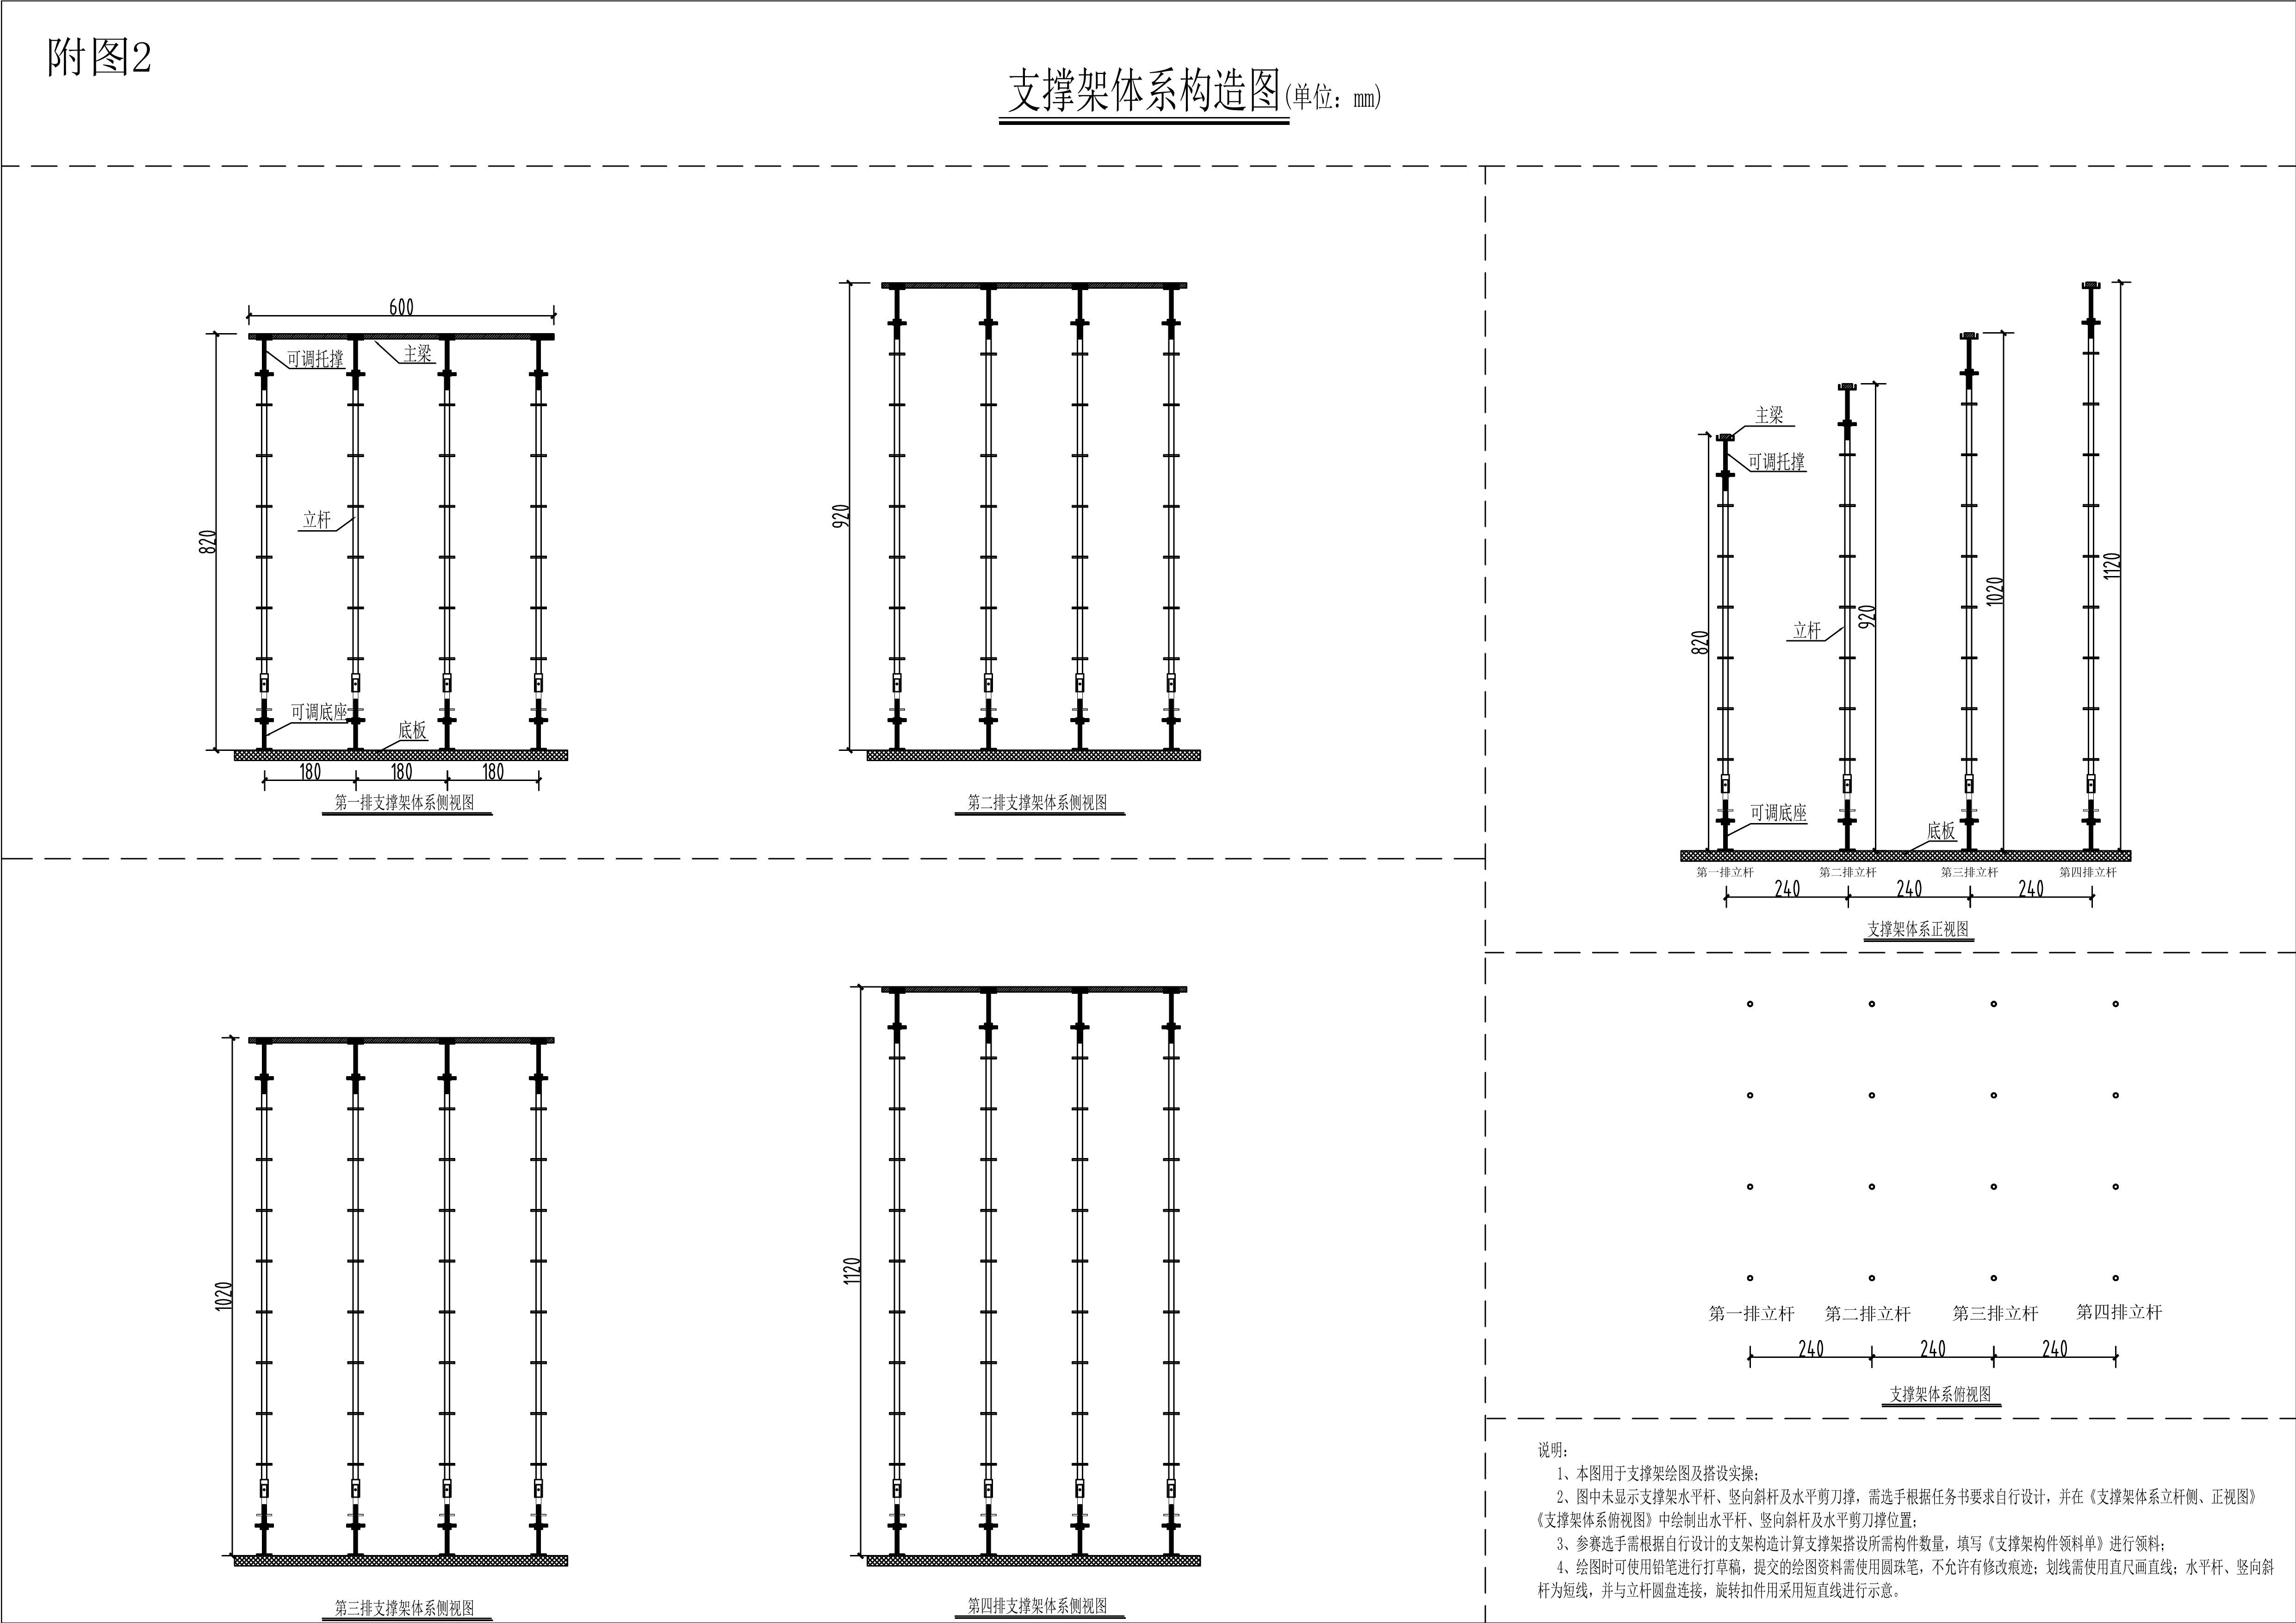 附图2
支撑架体系构造图(单位：mm)
600
可调托撑
主梁
立杆
820
可调底座
底板
180
180
180
第一排支撑架体系侧视图
920
第二排支撑架体系侧视图
主梁
可调托撑
立杆
820
920
1020
1120
可调底座
底板
第一排立杆 第二排立杆 第三排立杆 第四排立杆
240
240
240
支撑架体系正视图
1020
第三排支撑架体系侧视图
1120
第四排支撑架体系侧视图
第一排立杆 第二排立杆 第三排立杆 第四排立杆
240
240
240
支撑架体系俯视图
说明：
1、本图用于支撑架绘图及搭设实操；
2、图中未显示支撑架水平杆、竖向斜杆及水平剪刀撑，需选手根据任务书要求自行设计，并在《支撑架体系立杆侧、正视图》
《支撑架体系俯视图》中绘制出水平杆、竖向斜杆及水平剪刀撑位置；
3、参赛选手需根据自行设计的支架构造计算支撑架搭设所需构件数量，填写《支撑架构件领料单》进行领料；
4、绘图时可使用铅笔进行打草稿，提交的绘图资料需使用圆珠笔，不允许有修改痕迹；划线需使用直尺画直线；水平杆、竖向斜
杆为短线，并与立杆圆盘连接，旋转扣件用采用短直线进行示意。